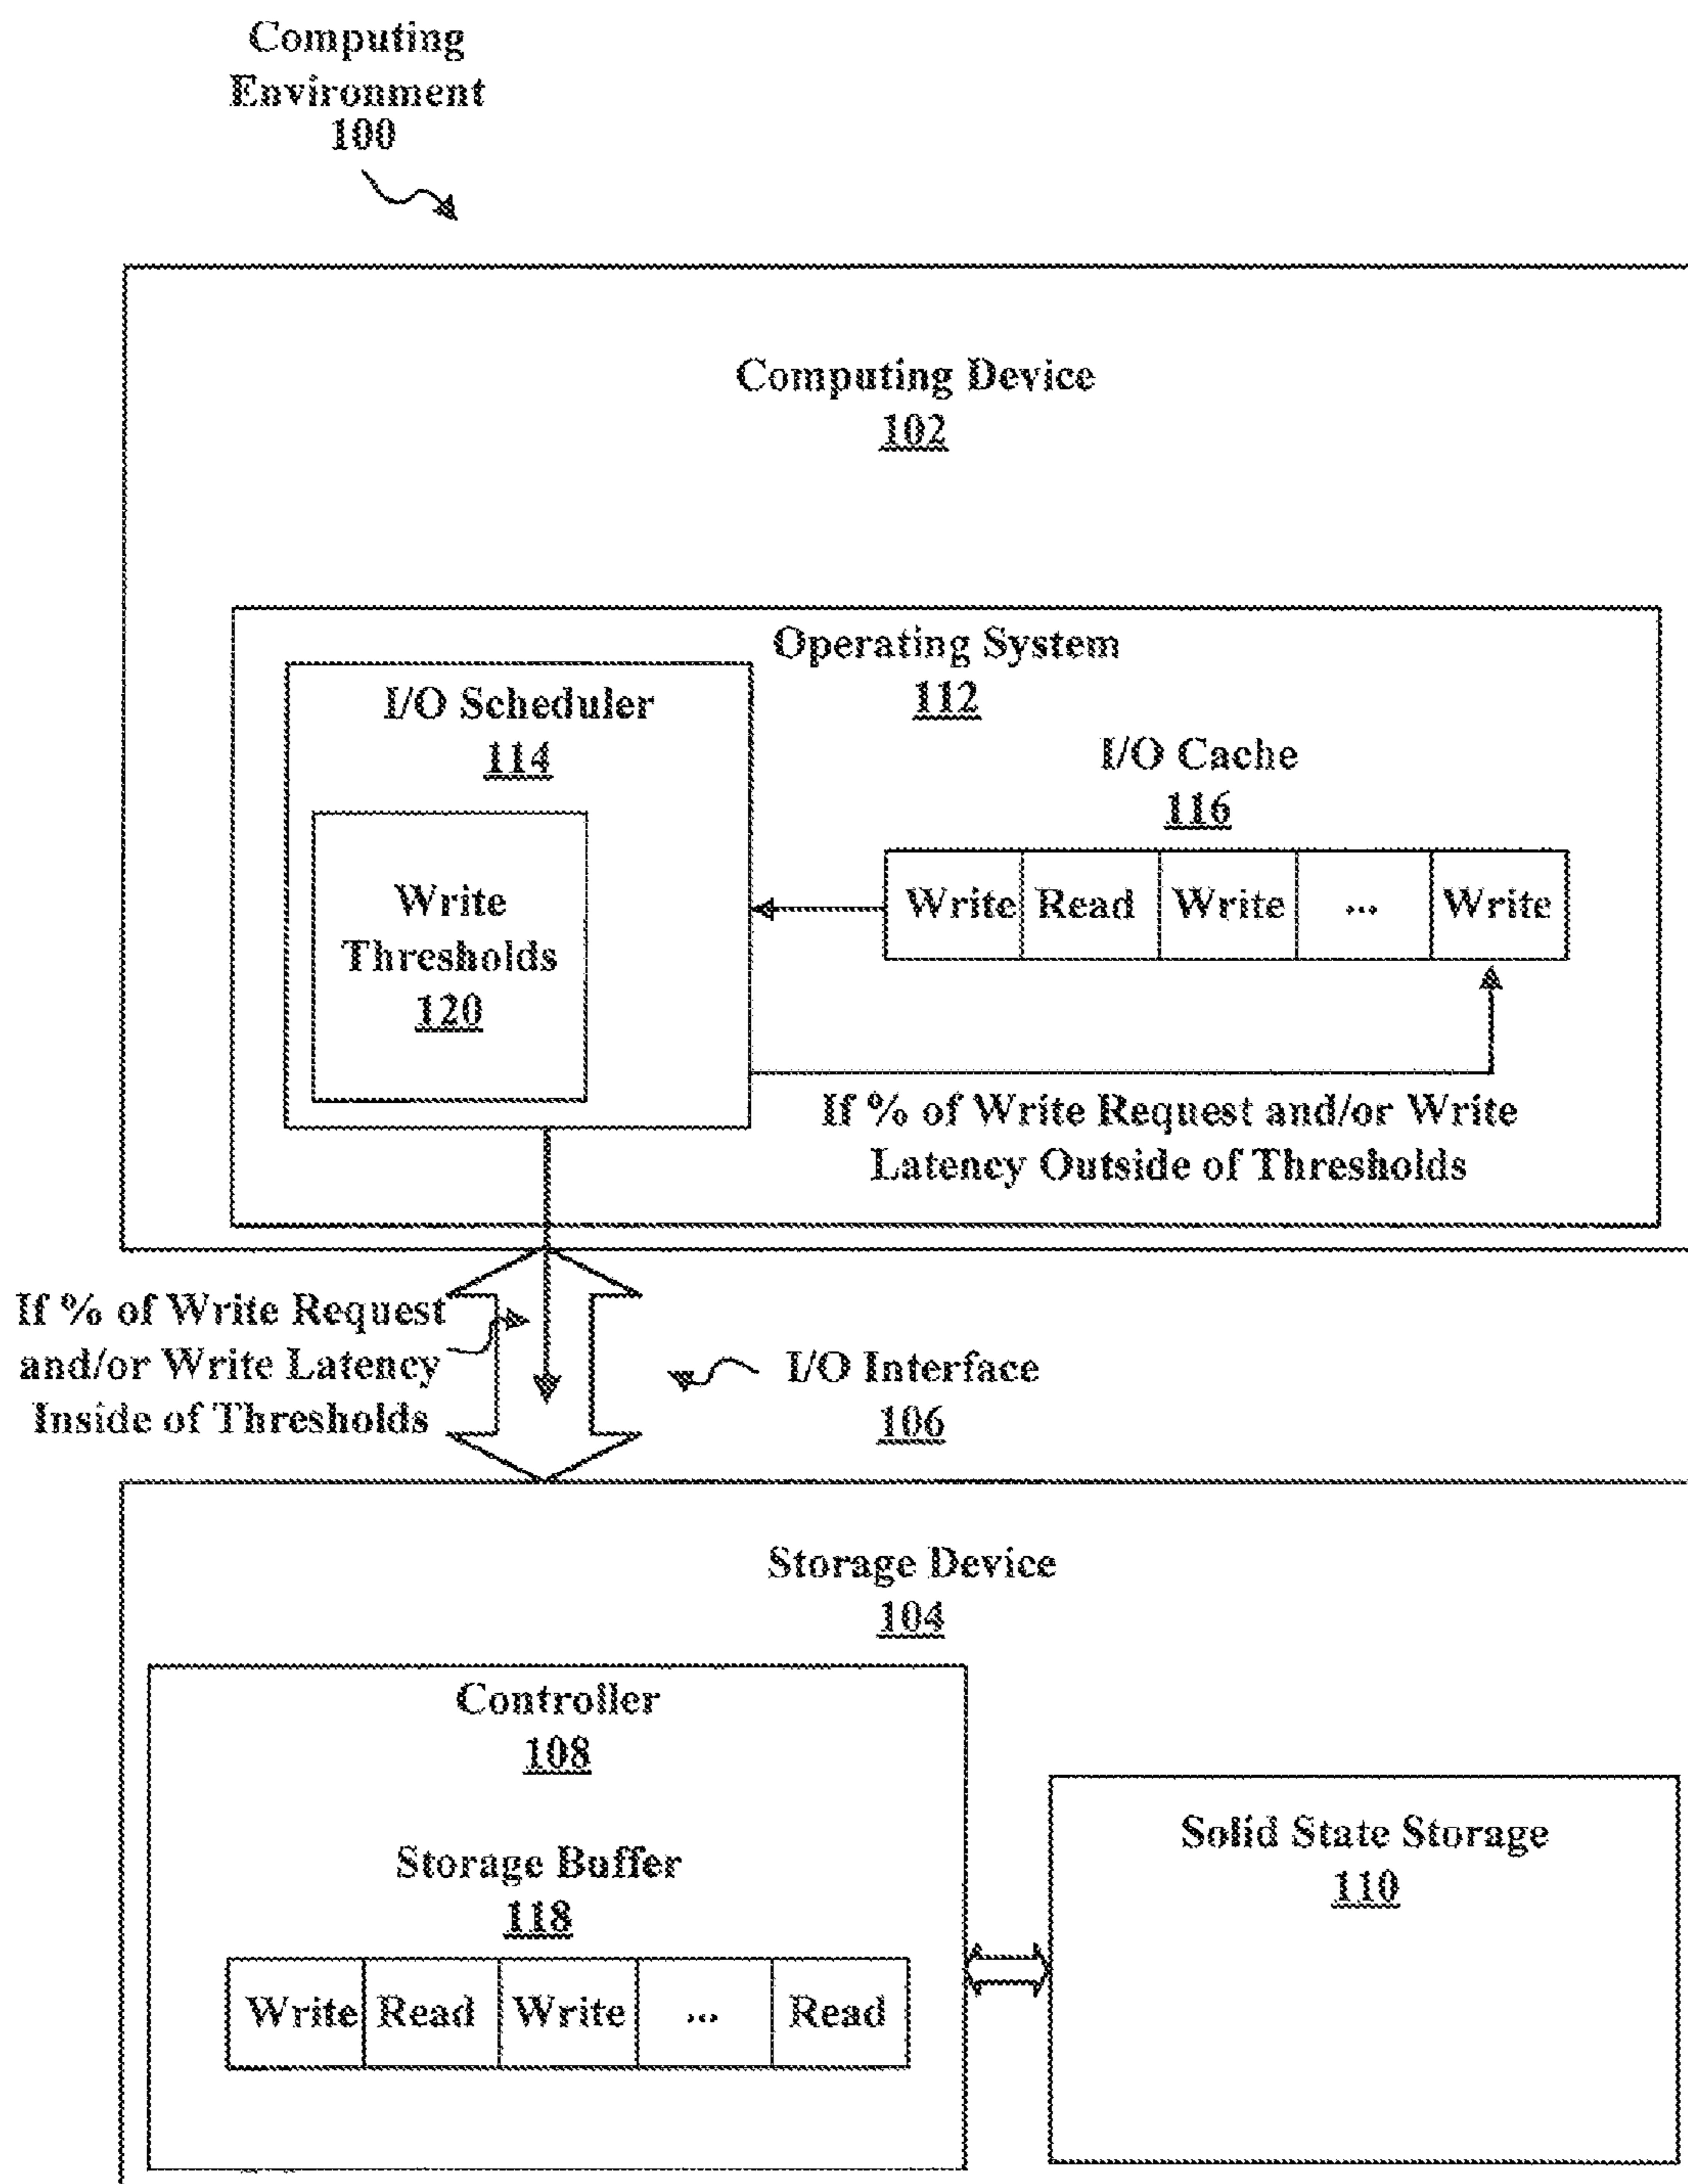 Computing
Environment
100
Computing Device
102
Operating System
112
I/O Scheduler
114
Write
Thresholds
120
I/O Cache
116
Write Read Write ... Write
If % of Write Request and/or Write
Latency Outside of Thresholds
If % of Write Request
and/or Write Latency
Inside of Thresholds
I/O Interface
106
Storage Device
104
Controller
108
Storage Buffer
118
Write Read Write ... Read
Solid State Storage
110